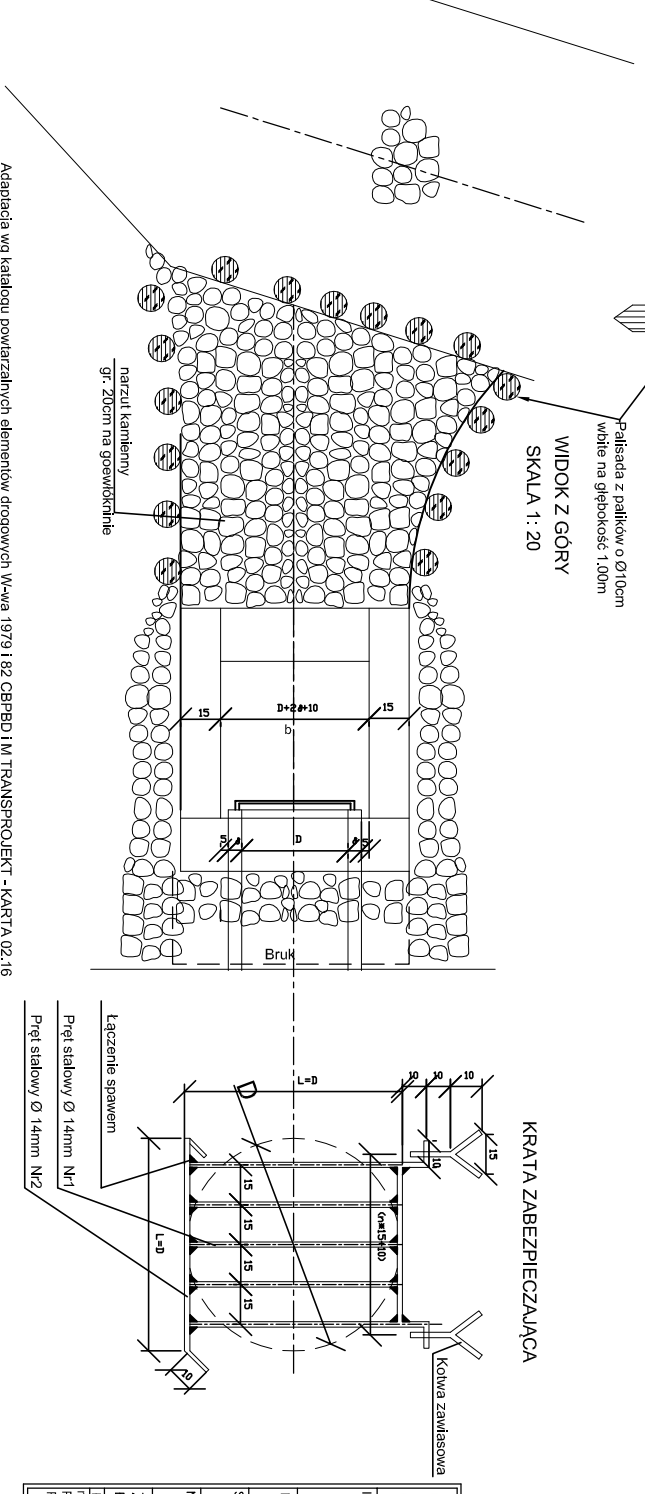 Palisada z palików o Ø10cm
wbite na głębokość 1.00m
WIDOK Z GÓRY
SKALA 1: 20
narzut kamienny
gr. 20cm na goewłókninie
15
D+2a+10
15
b
5
a
D
a
5
Bruk
Adaptacja wg katalogu powtarzalnych elementów drogowych W-wa 1979 i 82 CBPBD i M TRANSPROJEKT - KARTA 02.16
KRATA ZABEZPIECZAJĄCA
10
10
10
15
L=D
10
D
15
15
15
15
(n*15+10)
L=D
10
Kotwa zawiasowa
Łączenie spawem
Pręt stalowy Ø 14mm Nr1
Pręt stalowy Ø 14mm Nr2